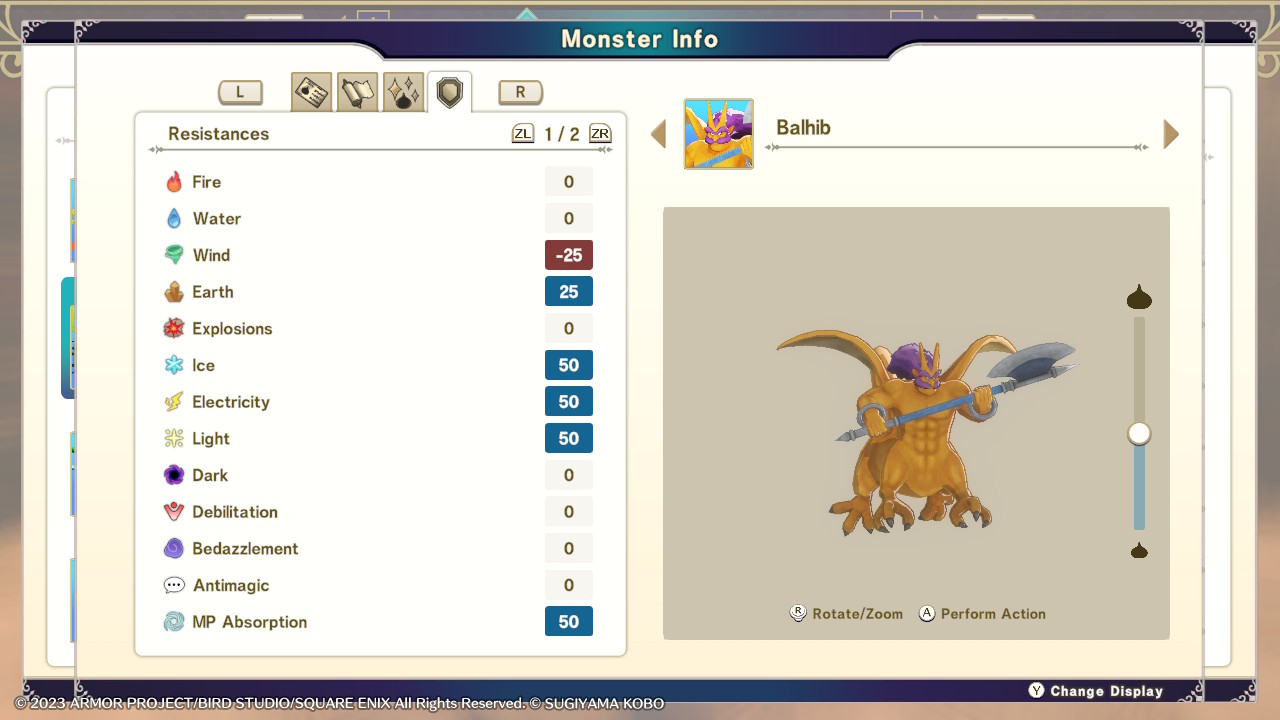 Monster Info
L
R
Resistances
ZL 1 / 2 ZR
Balhib
Fire 0
Water 0
Wind -25
Earth 25
Explosions 0
Ice 50
Electricity 50
Light 50
Dark 0
Debilitation 0
Bedazzlement 0
Antimagic 0
MP Absorption 50
R Rotate/Zoom A Perform Action
Y Change Display
© 2023 ARMOR PROJECT/BIRD STUDIO/SQUARE ENIX All Rights Reserved. © SUGIYAMA KOBO